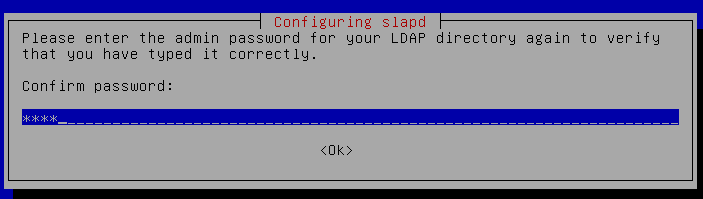 Configuring slapd
Please enter the admin password for your LDAP directory again to verify
that you have typed it correctly.
Confirm password:
****_______________________________________________________________________
<Ok>